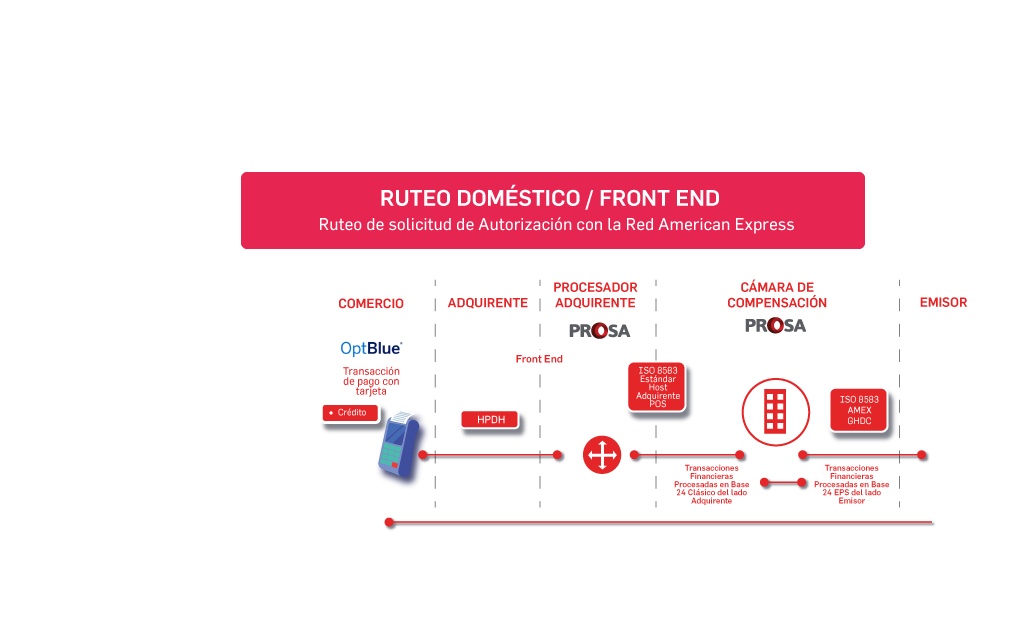 RUTEO DOMÉSTICO / FRONT END
Ruteo de solicitud de Autorización con la Red American Express
COMERCIO
ADQUIRENTE
PROCESADOR
ADQUIRENTE
PROSA
CÁMARA DE
COMPENSACIÓN
PROSA
EMISOR
OptBlue
Transacción
de pago con
tarjeta
• Crédito
HPDH
Front End
ISO 8583
Estándar
Host
Adquirente
POS
ISO 8583
AMEX
GHDC
Transacciones
Financieras
Procesadas en Base
24 Clásico del lado
Adquirente
Transacciones
Financieras
Procesadas en Base
24 EPS del lado
Emisor